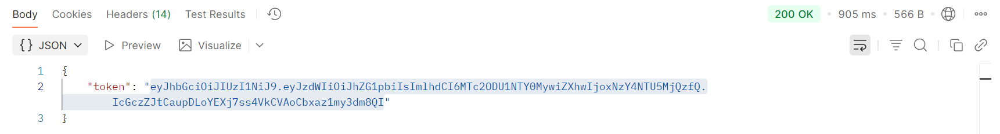 Body Cookies Headers (14) Test Results 200 OK 905 ms 566 B
{} JSON Preview Visualize
1 {
2 "token": "eyJhbGciOiJIUzI1NiJ9.eyJzdWIiOiJhZG1pbiIsImlhdCI6MTc2ODU1NTY0MywiZXhwIjoxNzY4NTU5MjQzfQ.
IcGczZJtCaupDLoYEXj7ss4VkCVAoCbxaz1my3dm8QI"
3 }